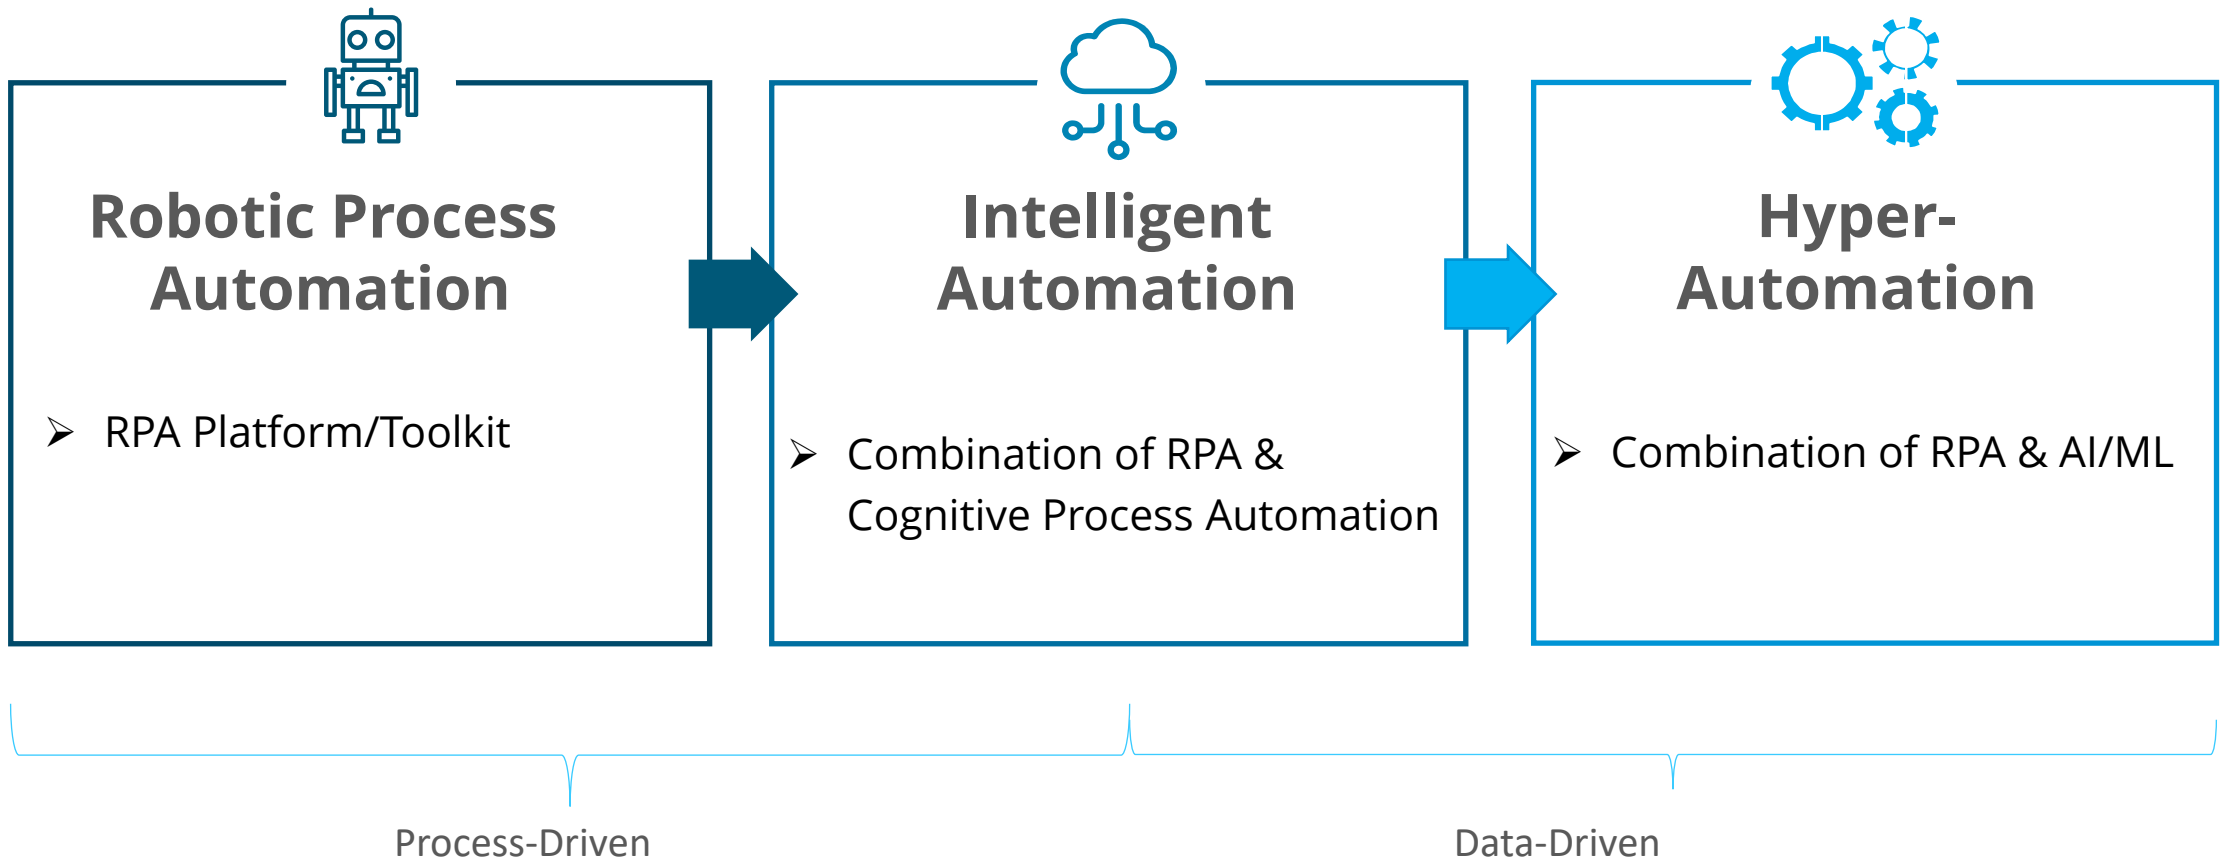 Robotic Process
Automation
➢ RPA Platform/Toolkit
Intelligent
Automation
➢ Combination of RPA &
Cognitive Process Automation
Hyper-
Automation
➢ Combination of RPA & AI/ML
Process-Driven
Data-Driven